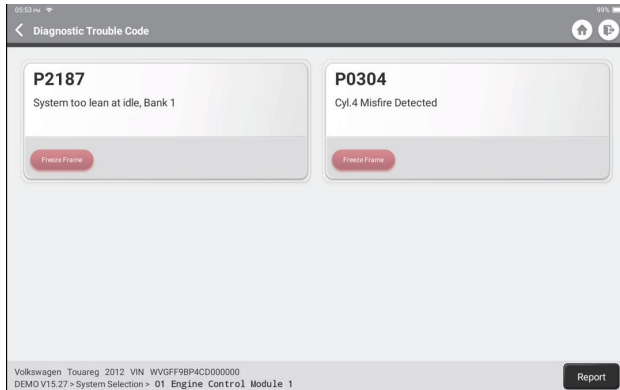 05:53 PM
99%
Diagnostic Trouble Code
P2187
System too lean at idle, Bank 1
Freeze Frame
P0304
Cyl.4 Misfire Detected
Freeze Frame
Volkswagen Touareg 2012 VIN WVGFF9BP4CD000000
DEMO V15.27 > System Selection > 01 Engine Control Module 1
Report